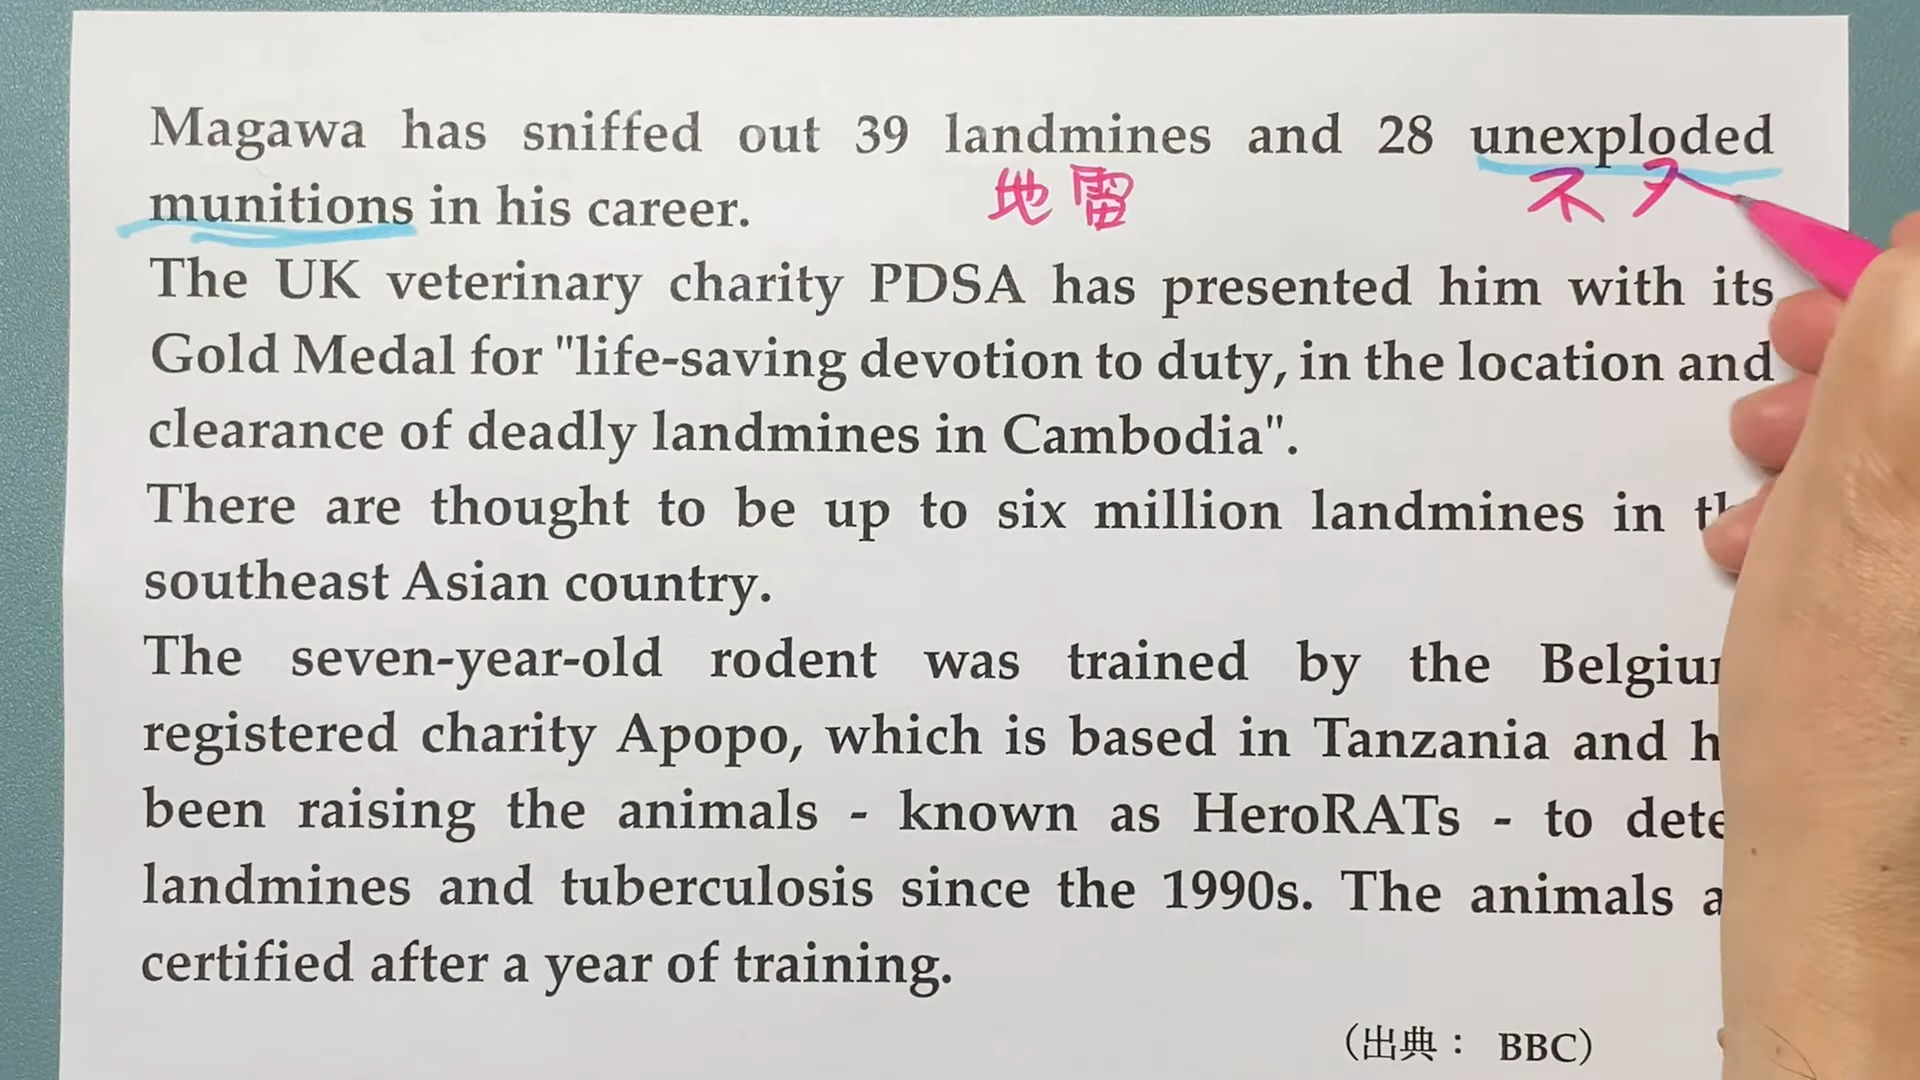 Magawa has sniffed out 39 landmines and 28 unexploded
地雷 不
munitions in his career.
The UK veterinary charity PDSA has presented him with its
Gold Medal for "life-saving devotion to duty, in the location and
clearance of deadly landmines in Cambodia".
There are thought to be up to six million landmines in
southeast Asian country.
The seven-year-old rodent was trained by the
registered charity Apopo, which is based in Tanzania and
been raising the animals - known as HeroRATs - to
landmines and tuberculosis since the 1990s. The animals
certified after a year of training.
（出典： BBC）